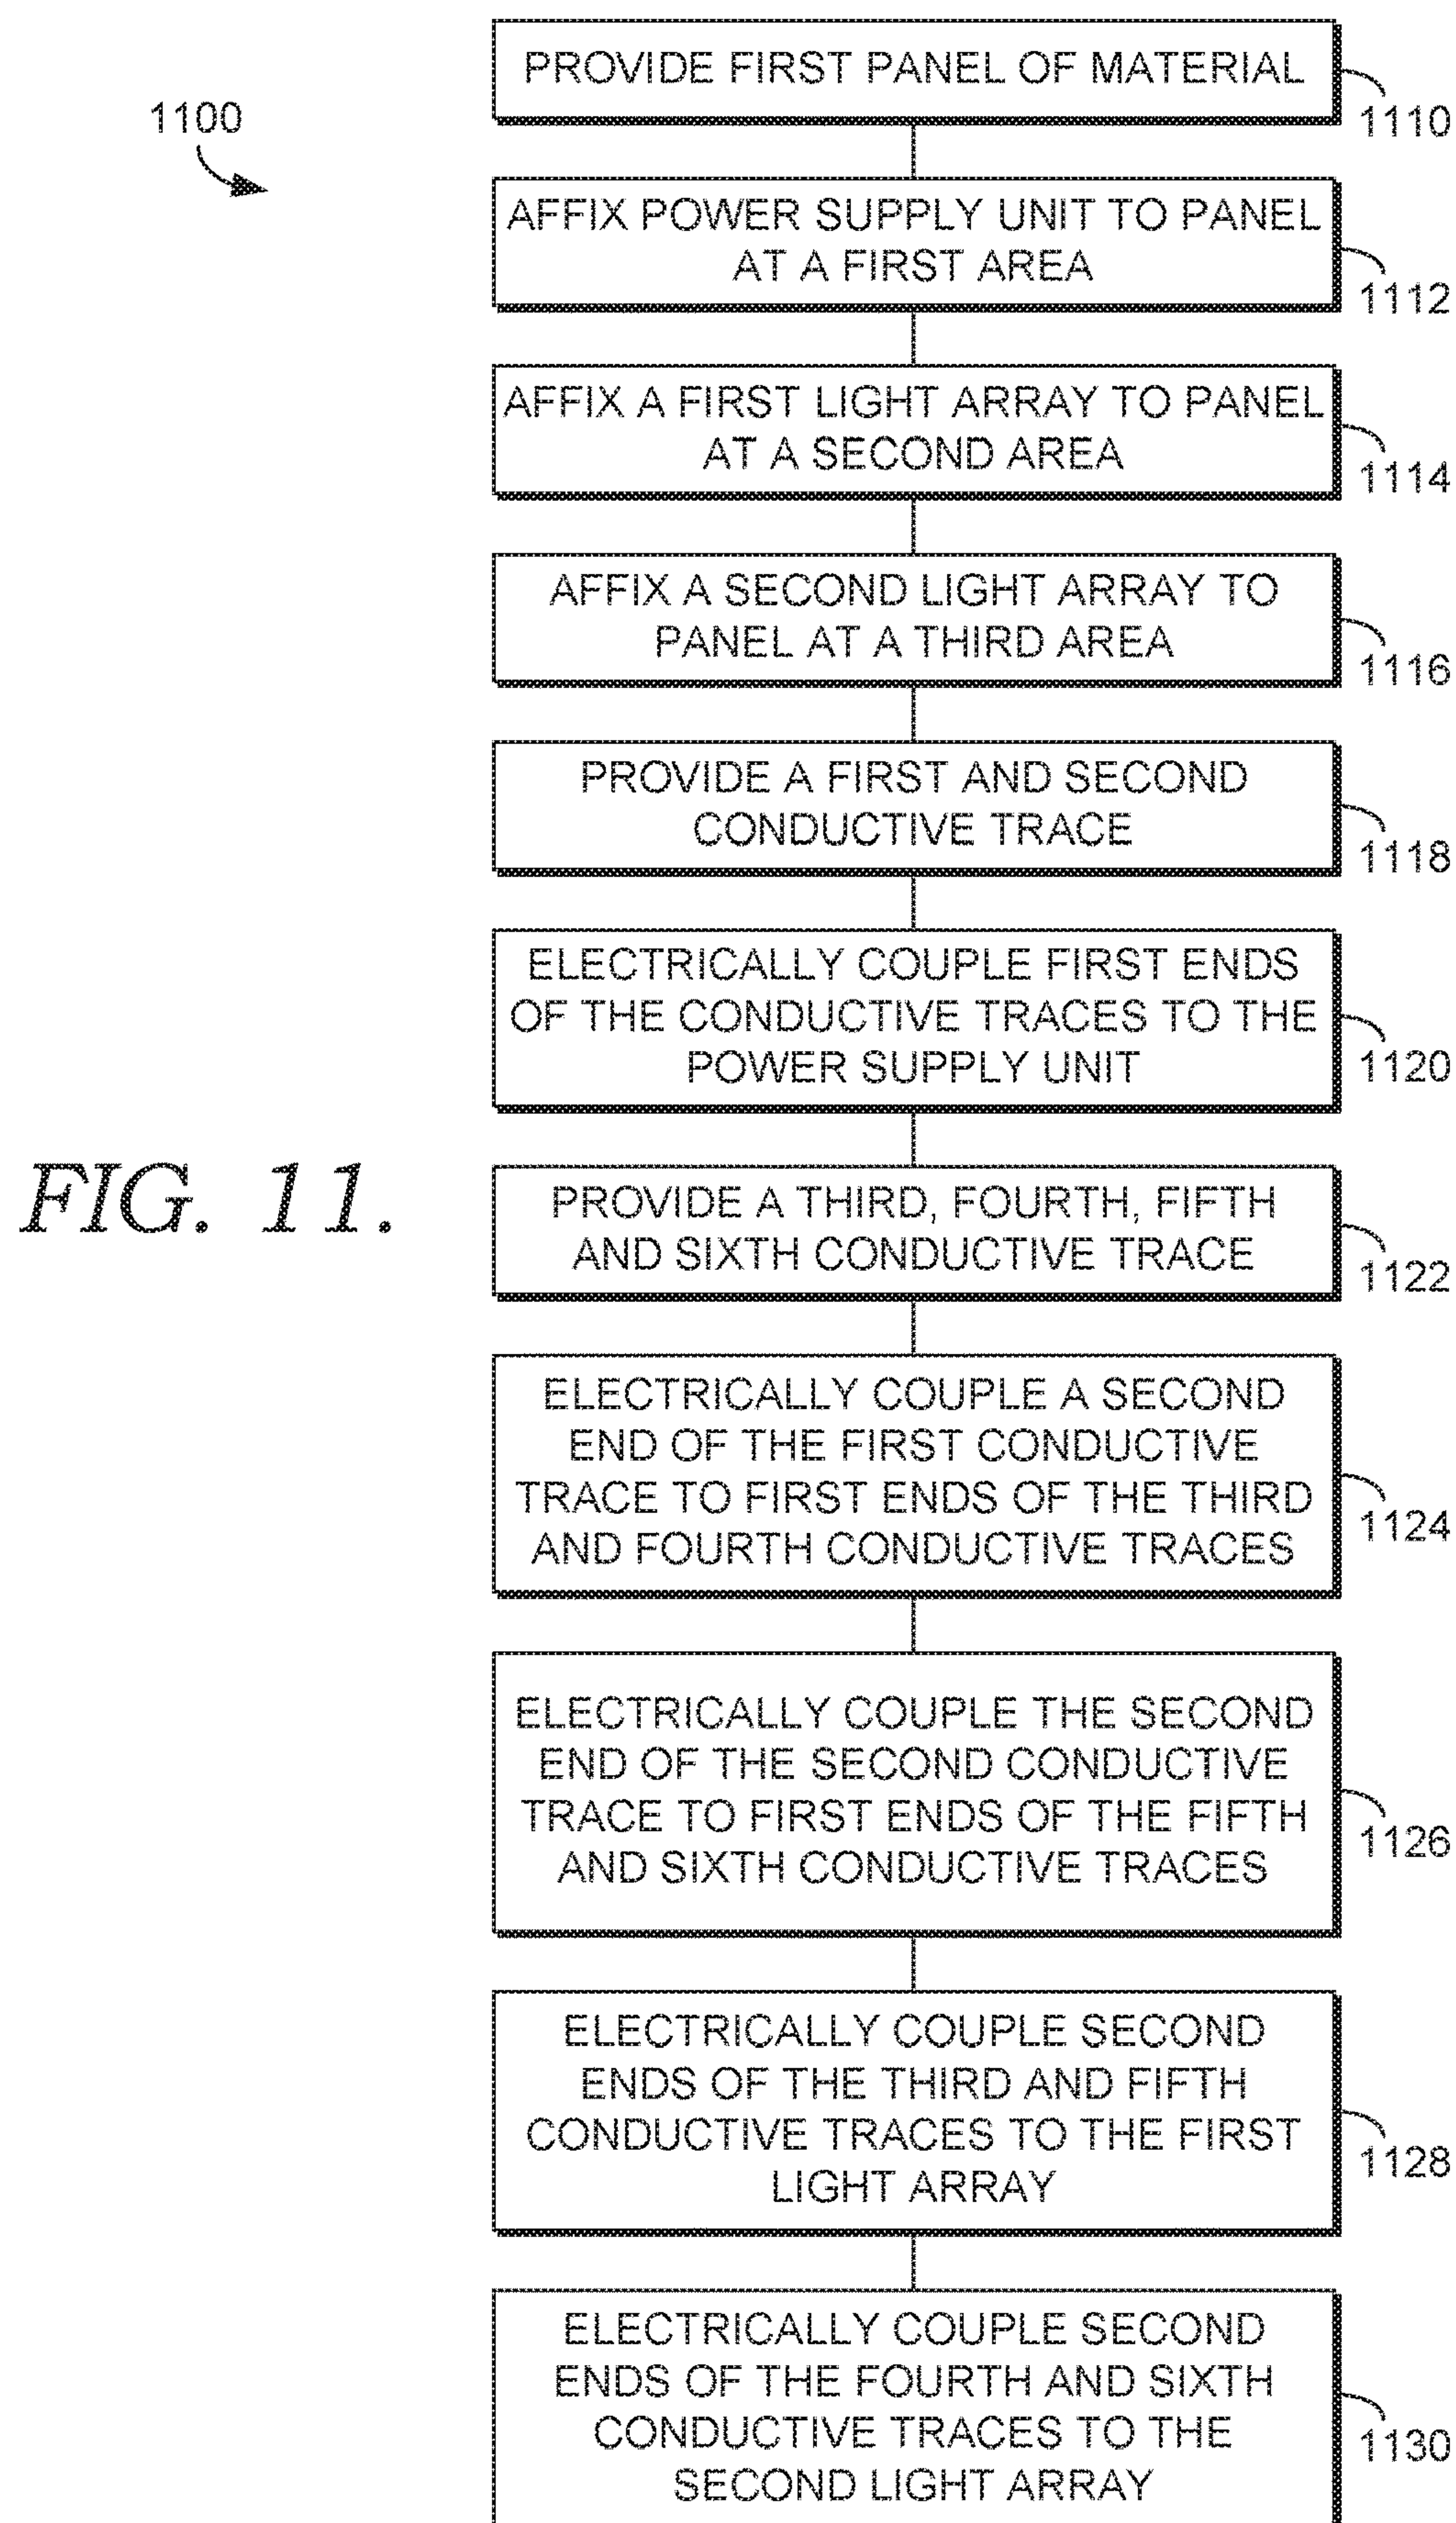 PROVIDE FIRST PANEL OF MATERIAL
1110
1100
AFFIX POWER SUPPLY UNIT TO PANEL
AT A FIRST AREA
1112
AFFIX A FIRST LIGHT ARRAY TO PANEL
AT A SECOND AREA
1114
AFFIX A SECOND LIGHT ARRAY TO
PANEL AT A THIRD AREA
1116
PROVIDE A FIRST AND SECOND
CONDUCTIVE TRACE
1118
ELECTRICALLY COUPLE FIRST ENDS
OF THE CONDUCTIVE TRACES TO THE
POWER SUPPLY UNIT
1120
FIG. 11.
PROVIDE A THIRD, FOURTH, FIFTH
AND SIXTH CONDUCTIVE TRACE
1122
ELECTRICALLY COUPLE A SECOND
END OF THE FIRST CONDUCTIVE
TRACE TO FIRST ENDS OF THE THIRD
AND FOURTH CONDUCTIVE TRACES
1124
ELECTRICALLY COUPLE THE SECOND
END OF THE SECOND CONDUCTIVE
TRACE TO FIRST ENDS OF THE FIFTH
AND SIXTH CONDUCTIVE TRACES
1126
ELECTRICALLY COUPLE SECOND
ENDS OF THE THIRD AND FIFTH
CONDUCTIVE TRACES TO THE FIRST
LIGHT ARRAY
1128
ELECTRICALLY COUPLE SECOND
ENDS OF THE FOURTH AND SIXTH
CONDUCTIVE TRACES TO THE
SECOND LIGHT ARRAY
1130